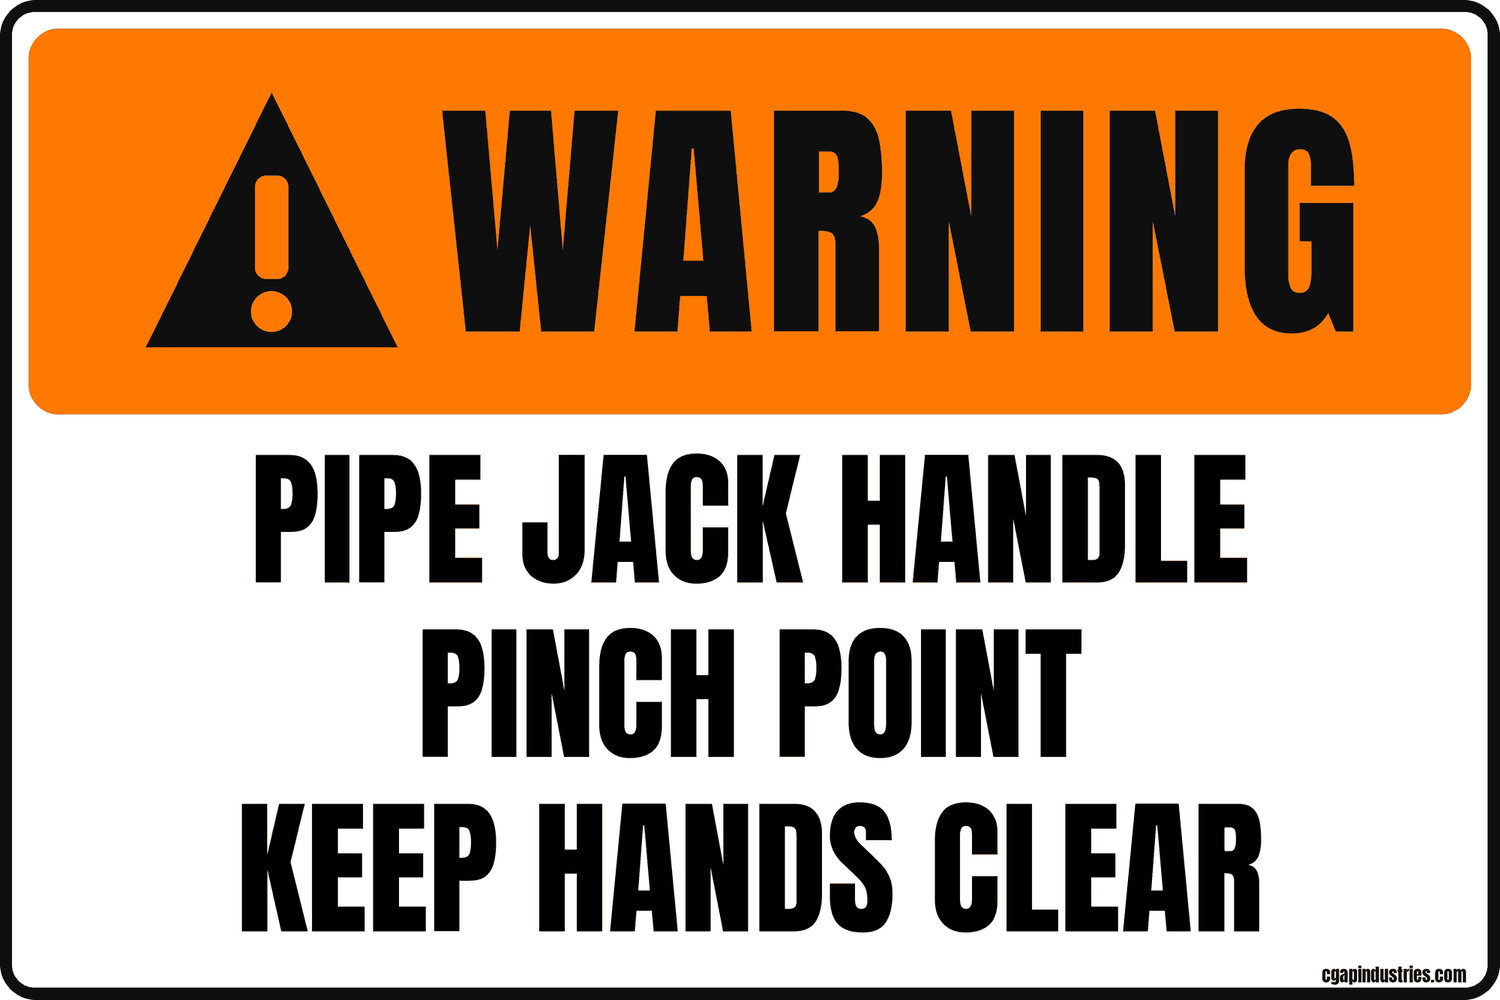 WARNING
PIPE JACK HANDLE
PINCH POINT
KEEP HANDS CLEAR
cgapindustries.com